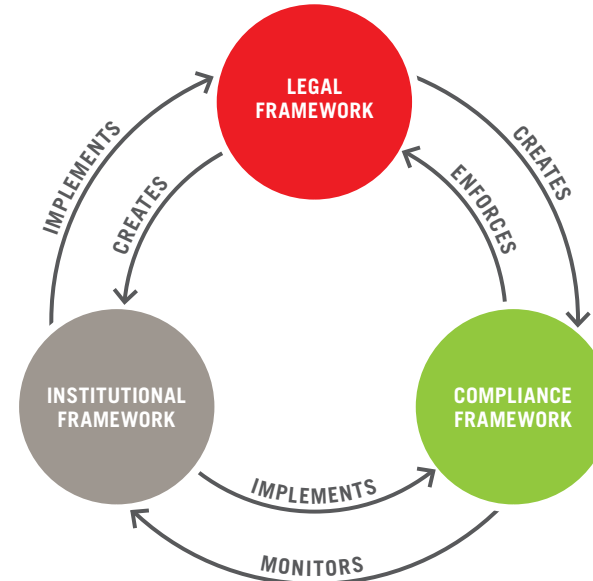 LEGAL
FRAMEWORK
IMPLEMENTS
CREATES
ENFORCES
CREATES
INSTITUTIONAL
FRAMEWORK
COMPLIANCE
FRAMEWORK
IMPLEMENTS
MONITORS